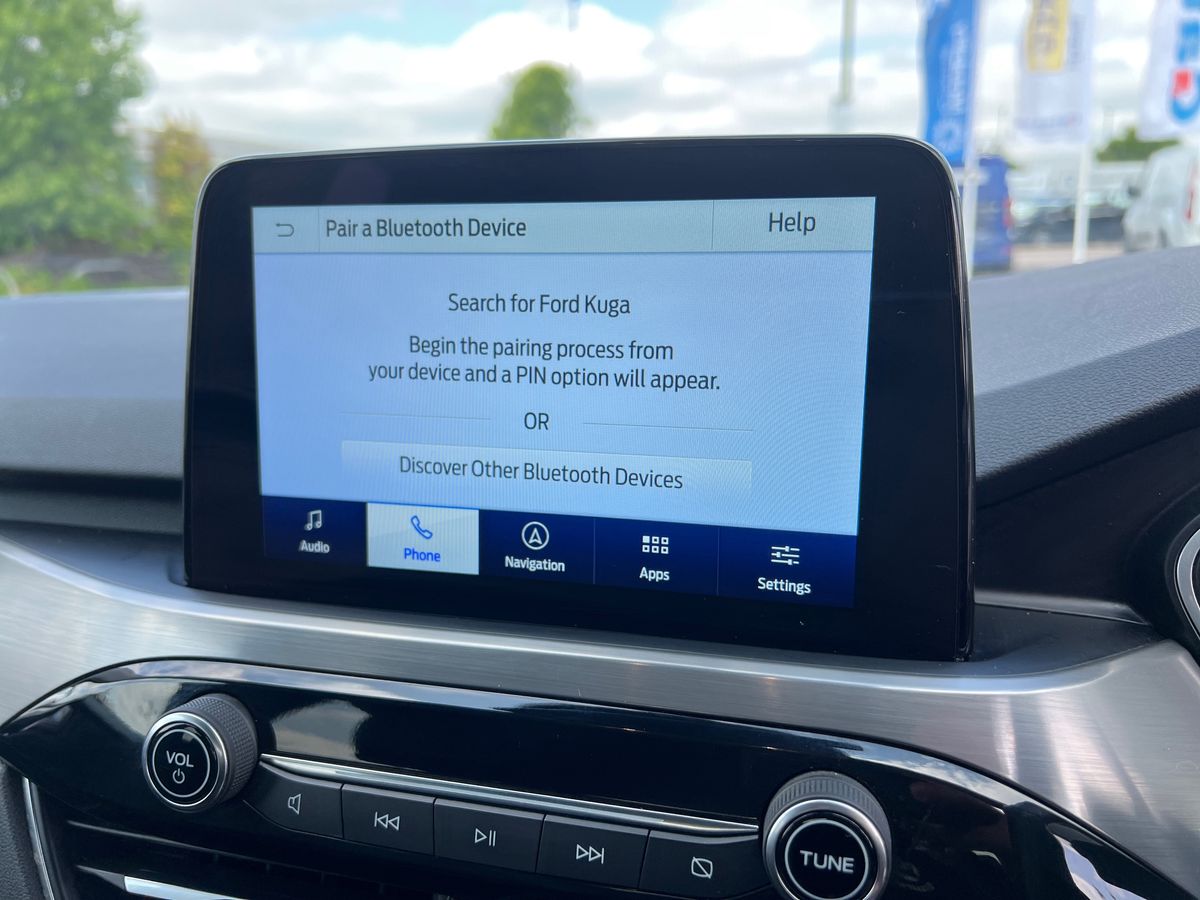 Pair a Bluetooth Device
Help
Search for Ford Kuga
Begin the pairing process from
your device and a PIN option will appear.
OR
Discover Other Bluetooth Devices
Audio
Phone
Navigation
Apps
Settings
VOL
TUNE